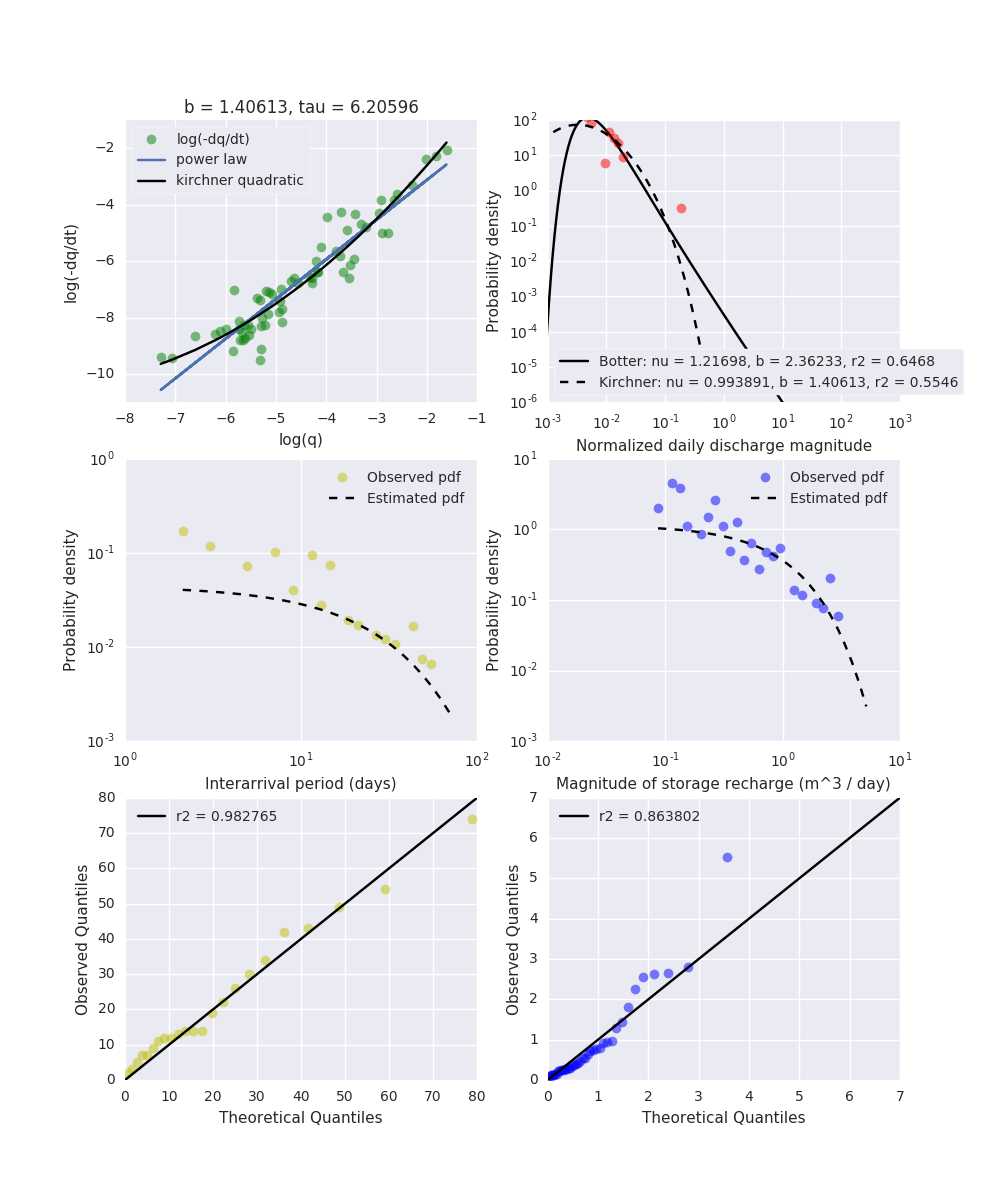 b = 1.40613, tau = 6.20596
log(-dq/dt)
power law
kirchner quadratic
−2
−4
−6
−8
−10
log(-dq/dt)
−8 −7 −6 −5 −4 −3 −2 −1
log(q)
10^2
10^1
10^0
10^-1
10^-2
10^-3
10^-4
10^-5
10^-6
Probability density
Botter: nu = 1.21698, b = 2.36233, r2 = 0.6468
Kirchner: nu = 0.993891, b = 1.40613, r2 = 0.5546
10^-3 10^-2 10^-1 10^0 10^1 10^2 10^3
Normalized daily discharge magnitude
10^0
10^-1
10^-2
10^-3
Probability density
Observed pdf
Estimated pdf
10^0 10^1 10^2
Interarrival period (days)
10^1
10^0
10^-1
10^-2
10^-3
Probability density
Observed pdf
Estimated pdf
10^-2 10^-1 10^0 10^1
Magnitude of storage recharge (m^3 / day)
80
70
60
50
40
30
20
10
0
Observed Quantiles
r2 = 0.982765
0 10 20 30 40 50 60 70 80
Theoretical Quantiles
7
6
5
4
3
2
1
0
Observed Quantiles
r2 = 0.863802
0 1 2 3 4 5 6 7
Theoretical Quantiles